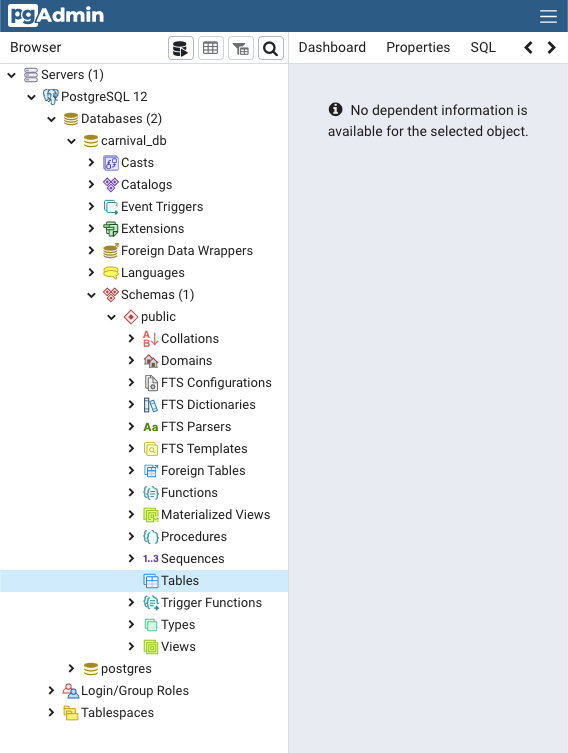 pgAdmin
Browser
Dashboard Properties SQL
Servers (1)
PostgreSQL 12
Databases (2)
carnival_db
Casts
Catalogs
Event Triggers
Extensions
Foreign Data Wrappers
Languages
Schemas (1)
public
Collations
Domains
FTS Configurations
FTS Dictionaries
Aa FTS Parsers
FTS Templates
Foreign Tables
Functions
Materialized Views
Procedures
1..3 Sequences
Tables
Trigger Functions
Types
Views
postgres
Login/Group Roles
Tablespaces
No dependent information is
available for the selected object.